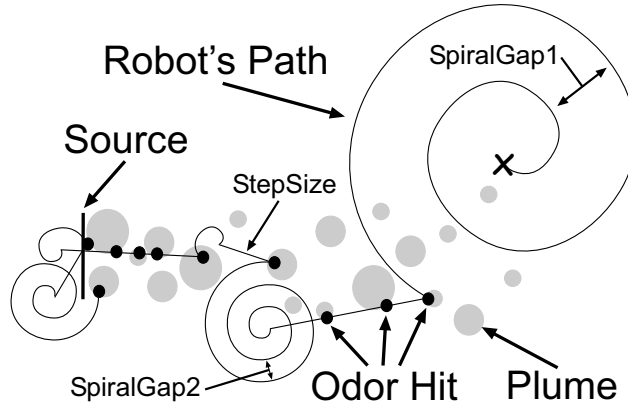 Robot's Path
SpiralGap1
Source
StepSize
SpiralGap2
Odor Hit
Plume